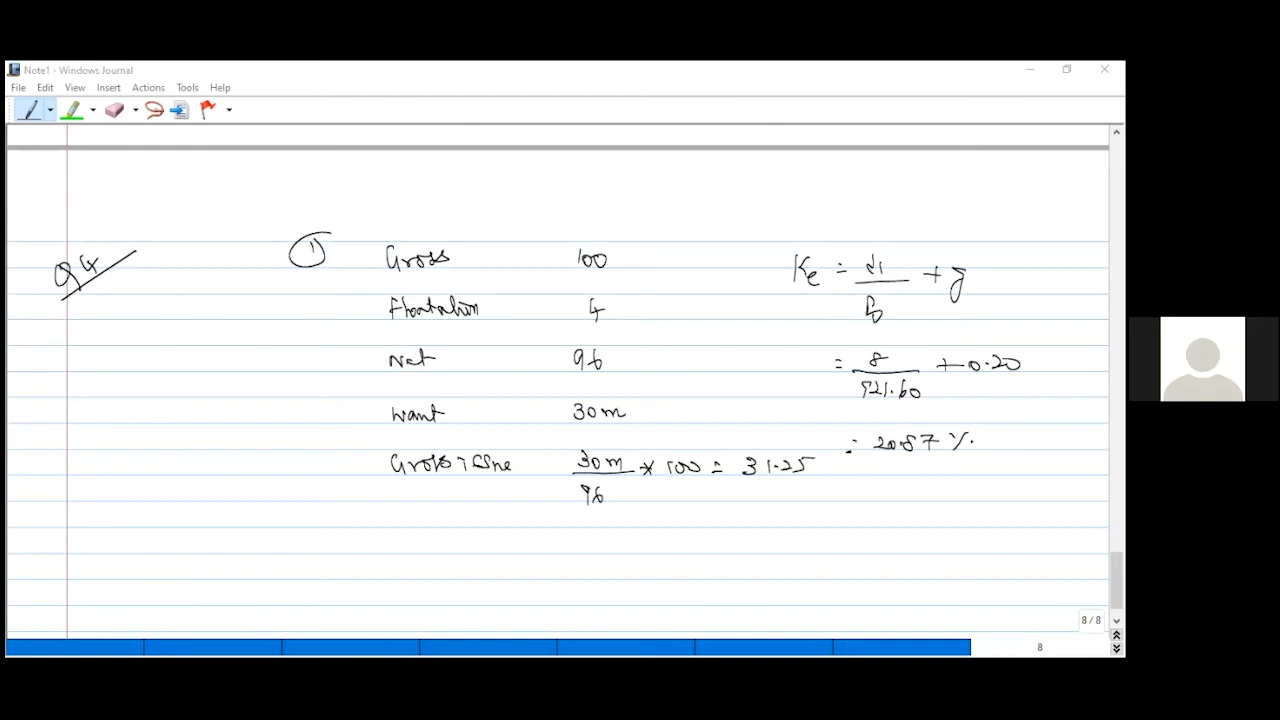 Note1 - Windows Journal
File Edit View Insert Actions Tools Help
Q4
① Gross 100
Floatation 4
Net 96
Want 30m
Gross issue 30m / 96 * 100 = 31.25
Ke = d1 / P0 + g
= 8 / 921.60 + 0.20
= 20.87 %
8 / 8
8